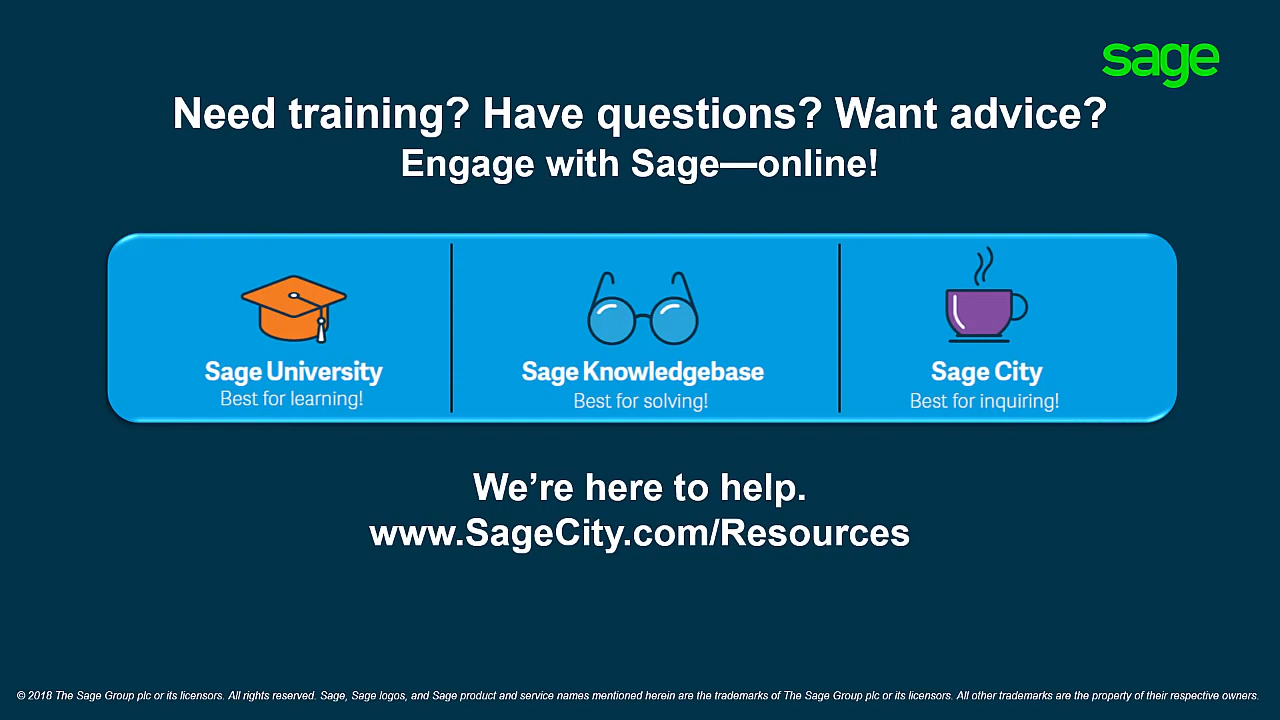 sage
Need training? Have questions? Want advice?
Engage with Sage—online!
Sage University
Best for learning!
Sage Knowledgebase
Best for solving!
Sage City
Best for inquiring!
We’re here to help.
www.SageCity.com/Resources
© 2018 The Sage Group plc or its licensors. All rights reserved. Sage, Sage logos, and Sage product and service names mentioned herein are the trademarks of The Sage Group plc or its licensors. All other trademarks are the property of their respective owners.